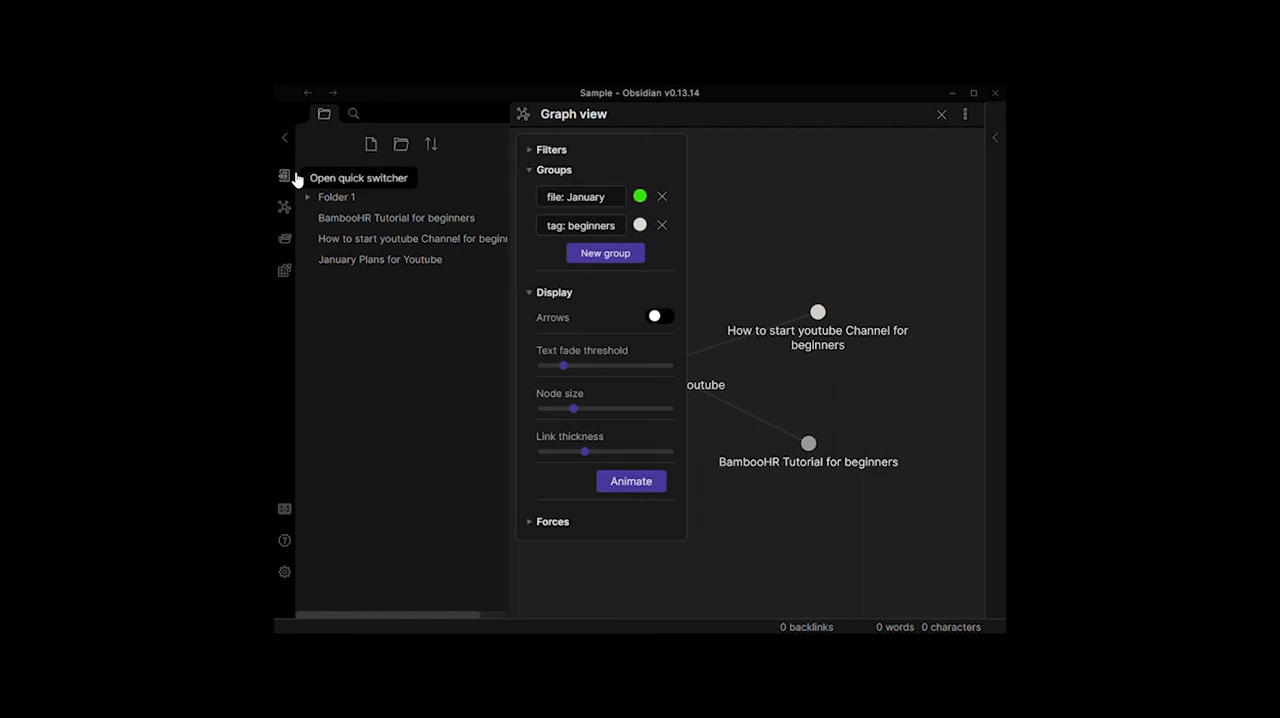 Sample - Obsidian v0.13.14
Graph view
Open quick switcher
Folder 1
BambooHR Tutorial for beginners
How to start youtube Channel for begin
January Plans for Youtube
Filters
Groups
file: January
tag: beginners
New group
Display
Arrows
Text fade threshold
Node size
Link thickness
Animate
Forces
How to start youtube Channel for
beginners
outube
BambooHR Tutorial for beginners
0 backlinks
0 words
0 characters